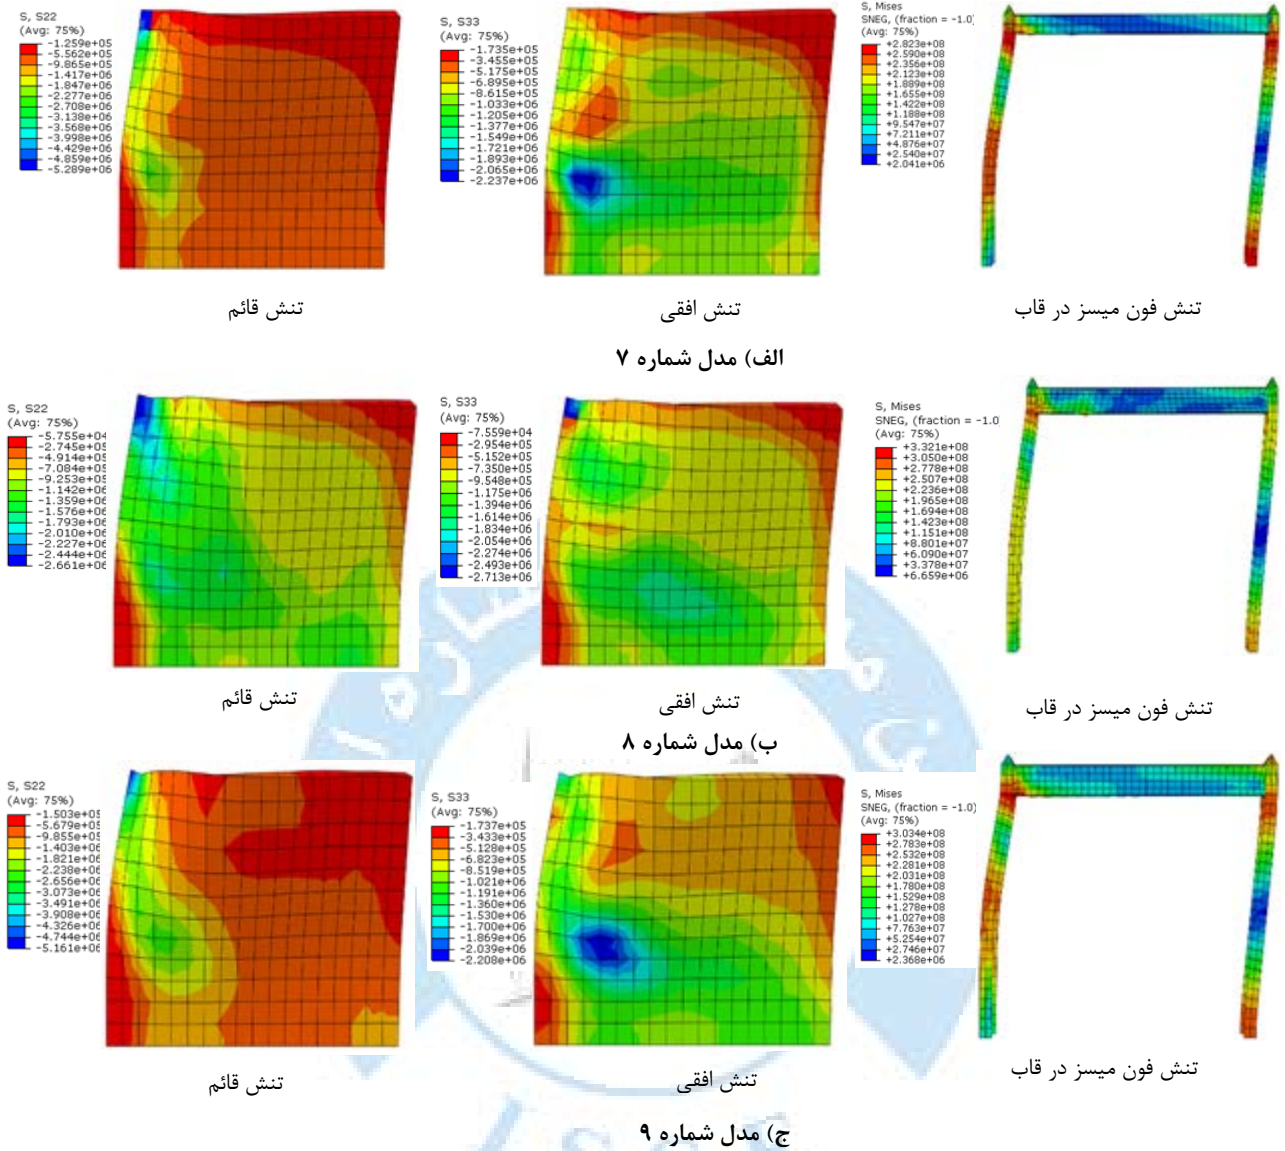 S, S22
(Avg: 75%)
-1.259e+05
-5.562e+05
-9.865e+05
-1.417e+06
-1.847e+06
-2.277e+06
-2.708e+06
-3.138e+06
-3.568e+06
-3.998e+06
-4.429e+06
-4.859e+06
-5.289e+06
S, S33
(Avg: 75%)
-1.735e+05
-3.455e+05
-5.175e+05
-6.895e+05
-8.615e+05
-1.033e+06
-1.205e+06
-1.377e+06
-1.549e+06
-1.721e+06
-1.893e+06
-2.065e+06
-2.237e+06
S, Mises
SNEG, (fraction = -1.0)
(Avg: 75%)
+2.823e+08
+2.590e+08
+2.356e+08
+2.123e+08
+1.889e+08
+1.655e+08
+1.422e+08
+1.188e+08
+9.547e+07
+7.211e+07
+4.876e+07
+2.540e+07
+2.041e+06
تنش قائم
تنش افقی
تنش فون میسز در قاب
الف) مدل شماره ۷
S, S22
(Avg: 75%)
-5.755e+04
-2.745e+05
-4.914e+05
-7.084e+05
-9.253e+05
-1.142e+06
-1.359e+06
-1.576e+06
-1.793e+06
-2.010e+06
-2.227e+06
-2.444e+06
-2.661e+06
S, S33
(Avg: 75%)
-7.559e+04
-2.954e+05
-5.152e+05
-7.350e+05
-9.548e+05
-1.175e+06
-1.394e+06
-1.614e+06
-1.834e+06
-2.054e+06
-2.274e+06
-2.493e+06
-2.713e+06
S, Mises
SNEG, (fraction = -1.0
(Avg: 75%)
+3.321e+08
+3.050e+08
+2.778e+08
+2.507e+08
+2.236e+08
+1.965e+08
+1.694e+08
+1.423e+08
+1.151e+08
+8.801e+07
+6.090e+07
+3.378e+07
+6.659e+06
تنش قائم
تنش افقی
تنش فون میسز در قاب
ب) مدل شماره ۸
S, S22
(Avg: 75%)
-1.503e+05
-5.679e+05
-9.855e+05
-1.403e+06
-1.821e+06
-2.238e+06
-2.656e+06
-3.073e+06
-3.491e+06
-3.908e+06
-4.326e+06
-4.744e+06
-5.161e+06
S, S33
(Avg: 75%)
-1.737e+05
-3.433e+05
-5.128e+05
-6.823e+05
-8.519e+05
-1.021e+06
-1.191e+06
-1.360e+06
-1.530e+06
-1.700e+06
-1.869e+06
-2.039e+06
-2.208e+06
S, Mises
SNEG, (fraction = -1.0)
(Avg: 75%)
+3.034e+08
+2.783e+08
+2.532e+08
+2.281e+08
+2.031e+08
+1.780e+08
+1.529e+08
+1.278e+08
+1.027e+08
+7.763e+07
+5.254e+07
+2.746e+07
+2.368e+06
تنش قائم
تنش افقی
تنش فون میسز در قاب
ج) مدل شماره ۹